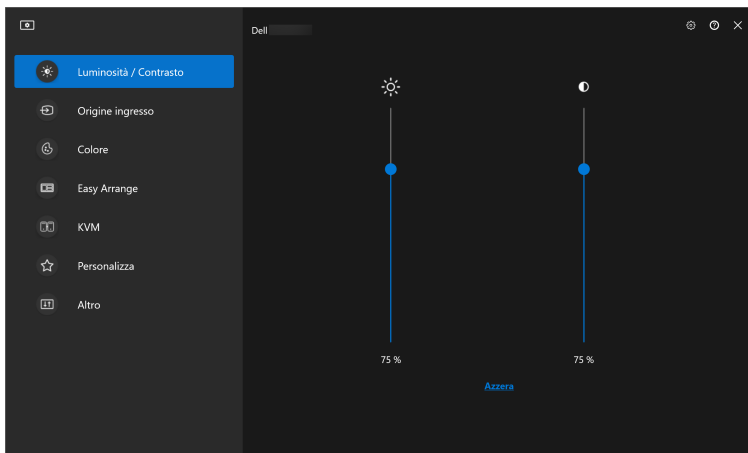 Dell
Luminosità / Contrasto
Origine ingresso
Colore
Easy Arrange
KVM
Personalizza
Altro
75 % 75 %
Azzera